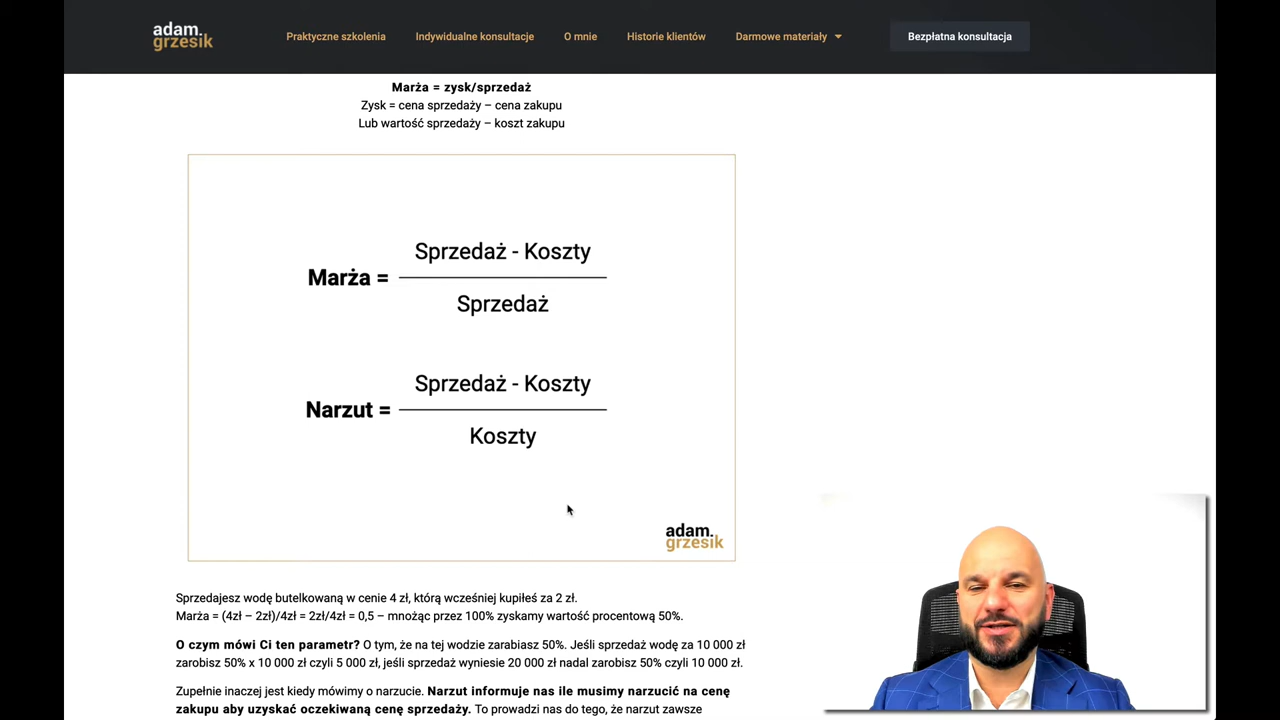 adam.
grzesik
Praktyczne szkolenia
Indywidualne konsultacje
O mnie
Historie klientów
Darmowe materiały
Bezpłatna konsultacja
Marża = zysk/sprzedaż
Zysk = cena sprzedaży – cena zakupu
Lub wartość sprzedaży – koszt zakupu
Sprzedaż - Koszty
Marża =
Sprzedaż
Sprzedaż - Koszty
Narzut =
Koszty
adam.
grzesik
Sprzedajesz wodę butelkowaną w cenie 4 zł, którą wcześniej kupiłeś za 2 zł.
Marża = (4zł – 2zł)/4zł = 2zł/4zł = 0,5 – mnożąc przez 100% zyskamy wartość procentową 50%.
O czym mówi Ci ten parametr? O tym, że na tej wodzie zarabiasz 50%. Jeśli sprzedaż wodę za 10 000 zł
zarobisz 50% x 10 000 zł czyli 5 000 zł, jeśli sprzedaż wyniesie 20 000 zł nadal zarobisz 50% czyli 10 000 zł.
Zupełnie inaczej jest kiedy mówimy o narzucie. Narzut informuje nas ile musimy narzucić na cenę
zakupu aby uzyskać oczekiwaną cenę sprzedaży. To prowadzi nas do tego, że narzut zawsze